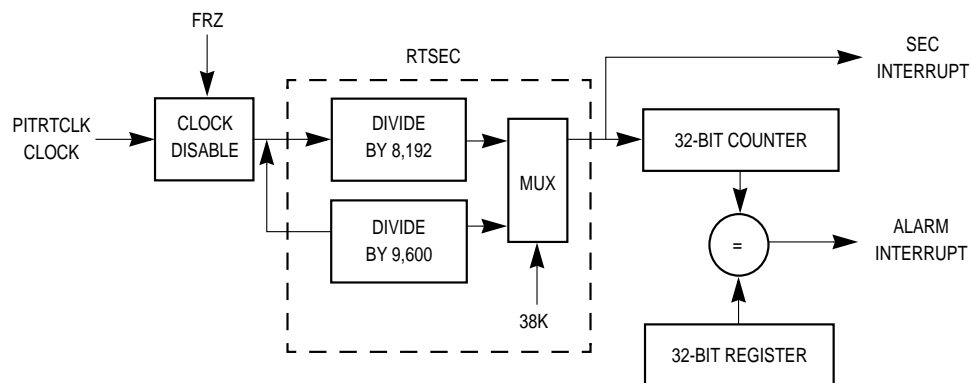 FRZ
SEC
INTERRUPT
RTSEC
PITRTCLK
CLOCK
CLOCK
DISABLE
DIVIDE
BY 8,192
MUX
32-BIT COUNTER
DIVIDE
BY 9,600
=
ALARM
INTERRUPT
38K
32-BIT REGISTER